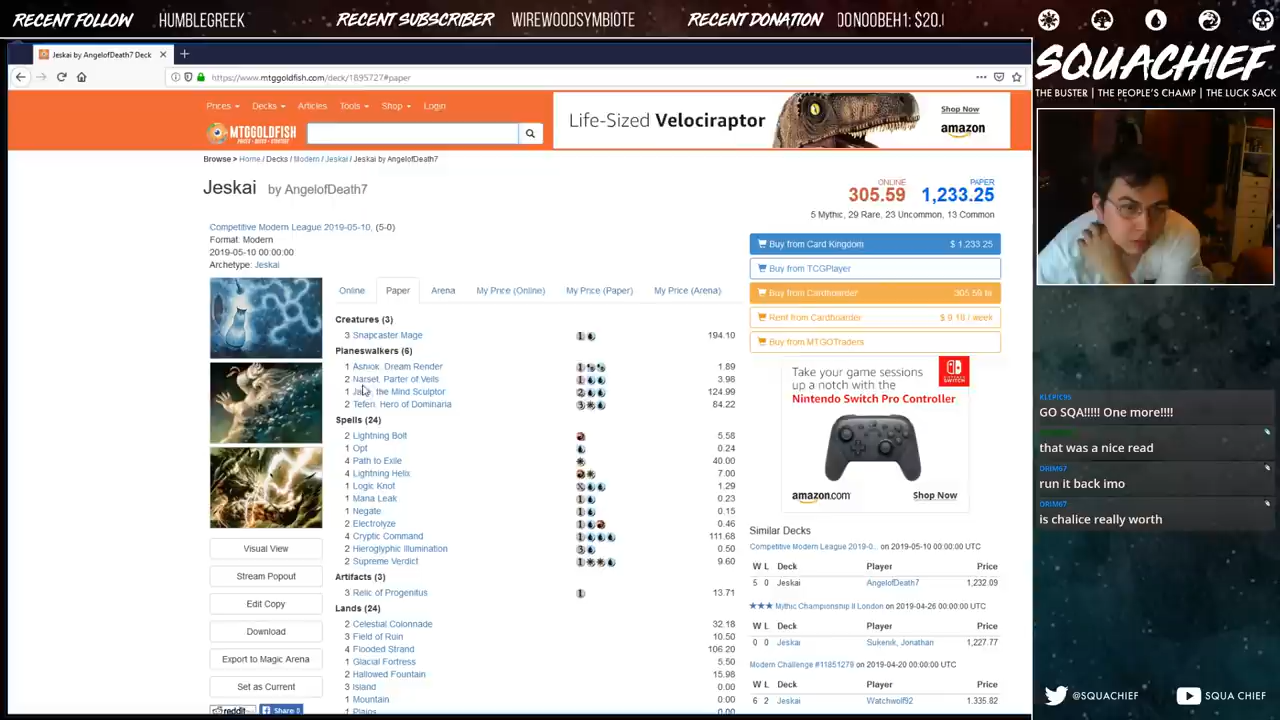 RECENT FOLLOW HUMBLEGREEK RECENT SUBSCRIBER WIREWOODSYMBIOTE RECENT DONATION DONOOBEH1: $20.
SQUACHIEF
THE BUSTER | THE PEOPLE'S CHAMP | THE LUCK SACK
Jeskai by AngelofDeath7 Deck
https://www.mtggoldfish.com/deck/1895727#paper
Prices Decks Articles Tools Shop Login
MTGGOLDFISH
Life-Sized Velociraptor
Shop Now
amazon
Browse > Home / Decks / Modern / Jeskai / Jeskai by AngelofDeath7
Jeskai by AngelofDeath7
ONLINE PAPER
305.59 1,233.25
5 Mythic, 29 Rare, 23 Uncommon, 13 Common
Competitive Modern League 2019-05-10, (5-0)
Format: Modern
2019-05-10 00:00:00
Archetype: Jeskai
Buy from Card Kingdom $ 1,233.25
Buy from TCGPlayer
Buy from Cardhoarder 305.59 tix
Rent from Cardhoarder $ 9.18 / week
Buy from MTGOTraders
Online Paper Arena My Price (Online) My Price (Paper) My Price (Arena)
Creatures (3)
3 Snapcaster Mage 194.10
Planeswalkers (6)
1 Ashiok, Dream Render 1.89
2 Narset, Parter of Veils 3.98
1 the Mind Sculptor 124.99
2 Teferi, Hero of Dominaria 84.22
Spells (24)
2 Lightning Bolt 5.58
1 Opt 0.24
4 Path to Exile 40.00
4 Lightning Helix 7.00
1 Logic Knot 1.29
1 Mana Leak 0.23
1 Negate 0.15
2 Electrolyze 0.46
4 Cryptic Command 111.68
2 Hieroglyphic Illumination 0.50
2 Supreme Verdict 9.60
Artifacts (3)
3 Relic of Progenitus 13.71
Lands (24)
2 Celestial Colonnade 32.18
3 Field of Ruin 10.50
4 Flooded Strand 106.20
1 Glacial Fortress 5.50
2 Hallowed Fountain 15.98
3 Island 0.00
1 Mountain 0.00
1 Plains 0.00
Visual View
Stream Popout
Edit Copy
Download
Export to Magic Arena
Set as Current
reddit
Share 0
Take your game sessions
up a notch with the
Nintendo Switch Pro Controller
NINTENDO
SWITCH
amazon.com
Shop Now
Similar Decks
Competitive Modern League 2019-0... on 2019-05-10 00:00:00 UTC
W L Deck Player Price
5 0 Jeskai AngelofDeath7 1,232.09
Mythic Championship II London on 2019-04-26 00:00:00 UTC
W L Deck Player Price
0 0 Jeskai Sukenik, Jonathan 1,227.77
Modern Challenge #11851279 on 2019-04-20 00:00:00 UTC
W L Deck Player Price
6 2 Jeskai Watchwolf92 1,335.82
KLEPIC95
GO SQA!!!!! One more!!!!
that was a nice read
DRIM67
run it back imo
DRIM67
is chalice really worth
@SQUACHIEF
SQUA CHIEF